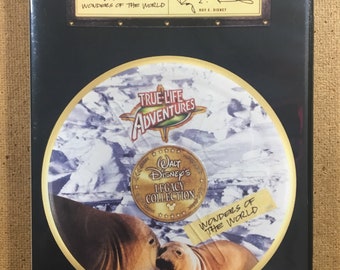 WONDERS OF THE WORLD
ROY E. DISNEY
TRUE-LIFE
ADVENTURES
WALT
DISNEY'S
LEGACY
COLLECTION
WONDERS OF
THE WORLD